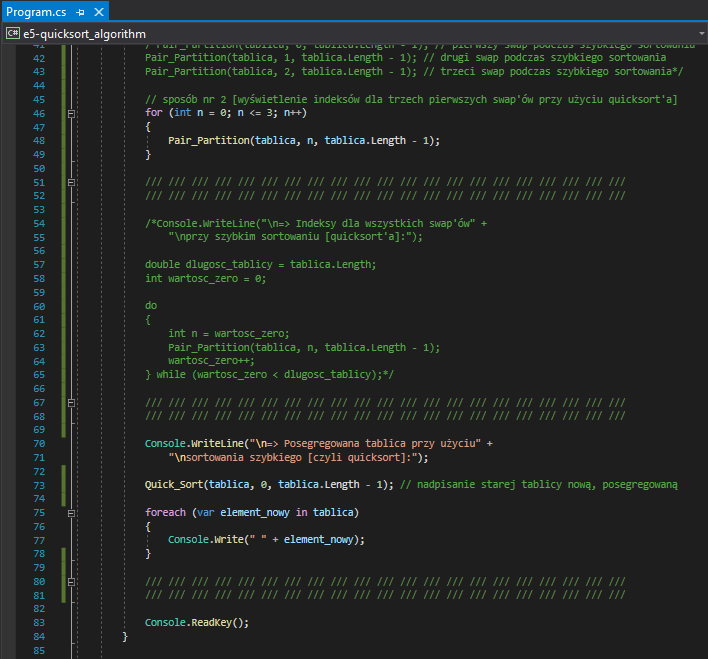 Program.cs
C# e5-quicksort_algorithm
41 /*Pair_Partition(tablica, 0, tablica.Length - 1); // pierwszy swap podczas szybkiego sortowania
42 Pair_Partition(tablica, 1, tablica.Length - 1); // drugi swap podczas szybkiego sortowania
43 Pair_Partition(tablica, 2, tablica.Length - 1); // trzeci swap podczas szybkiego sortowania*/
44
45 // sposób nr 2 [wyświetlenie indeksów dla trzech pierwszych swap'ów przy użyciu quicksort'a]
46 for (int n = 0; n <= 3; n++)
47 {
48 Pair_Partition(tablica, n, tablica.Length - 1);
49 }
50
51 /// /// /// /// /// /// /// /// /// /// /// /// /// /// /// /// /// /// /// /// ///
52 /// /// /// /// /// /// /// /// /// /// /// /// /// /// /// /// /// /// /// /// ///
53
54 /*Console.WriteLine("\n=> Indeksy dla wszystkich swap'ów" +
55 "\nprzy szybkim sortowaniu [quicksort'a]:");
56
57 double dlugosc_tablicy = tablica.Length;
58 int wartosc_zero = 0;
59
60 do
61 {
62 int n = wartosc_zero;
63 Pair_Partition(tablica, n, tablica.Length - 1);
64 wartosc_zero++;
65 } while (wartosc_zero < dlugosc_tablicy);*/
66
67 /// /// /// /// /// /// /// /// /// /// /// /// /// /// /// /// /// /// /// /// ///
68 /// /// /// /// /// /// /// /// /// /// /// /// /// /// /// /// /// /// /// /// ///
69
70 Console.WriteLine("\n=> Posegregowana tablica przy użyciu" +
71 "\nsortowania szybkiego [czyli quicksort]:");
72
73 Quick_Sort(tablica, 0, tablica.Length - 1); // nadpisanie starej tablicy nową, posegregowaną
74
75 foreach (var element_nowy in tablica)
76 {
77 Console.Write(" " + element_nowy);
78 }
79
80 /// /// /// /// /// /// /// /// /// /// /// /// /// /// /// /// /// /// /// /// ///
81 /// /// /// /// /// /// /// /// /// /// /// /// /// /// /// /// /// /// /// /// ///
82
83 Console.ReadKey();
84 }
85